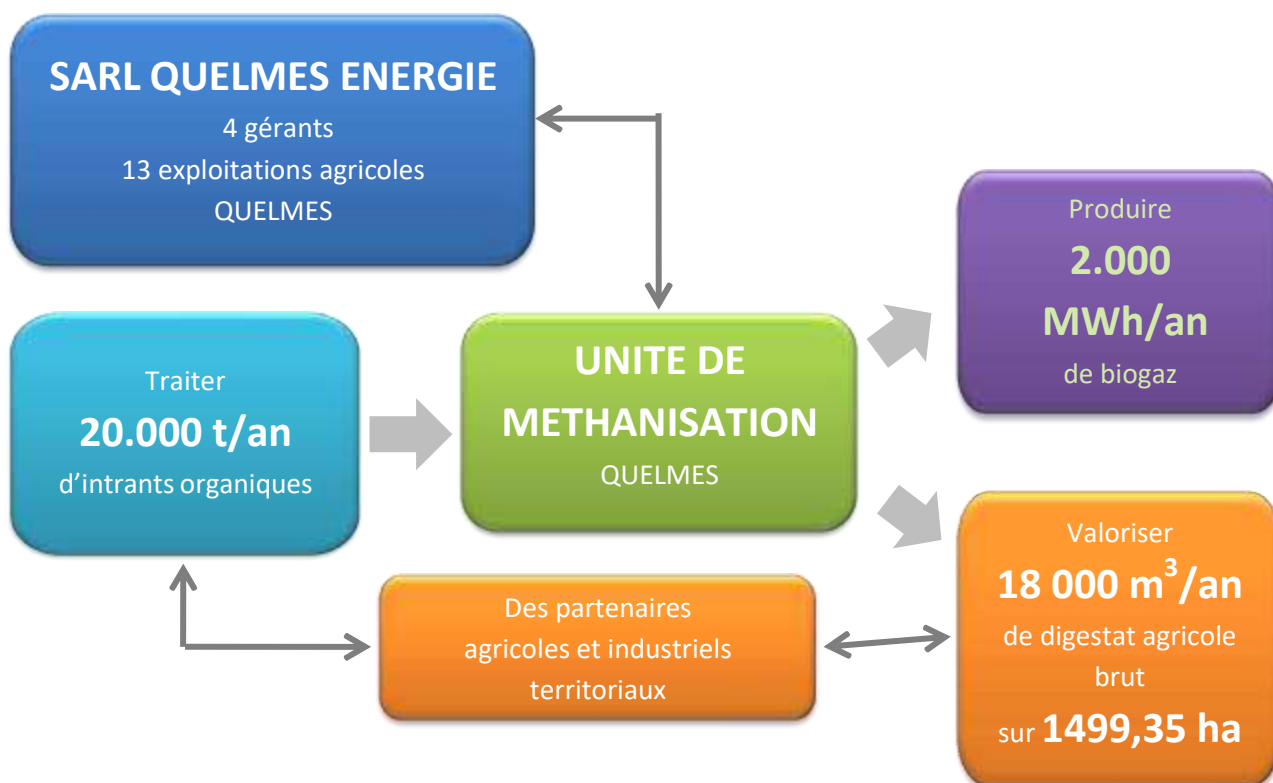 SARL QUELMES ENERGIE
4 gérants
13 exploitations agricoles
QUELMES
Produire
2.000
MWh/an
de biogaz
Traiter
20.000 t/an
d'intrants organiques
UNITE DE
METHANISATION
QUELMES
Des partenaires
agricoles et industriels
territoriaux
Valoriser
18 000 m³/an
de digestat agricole
brut
sur 1499,35 ha